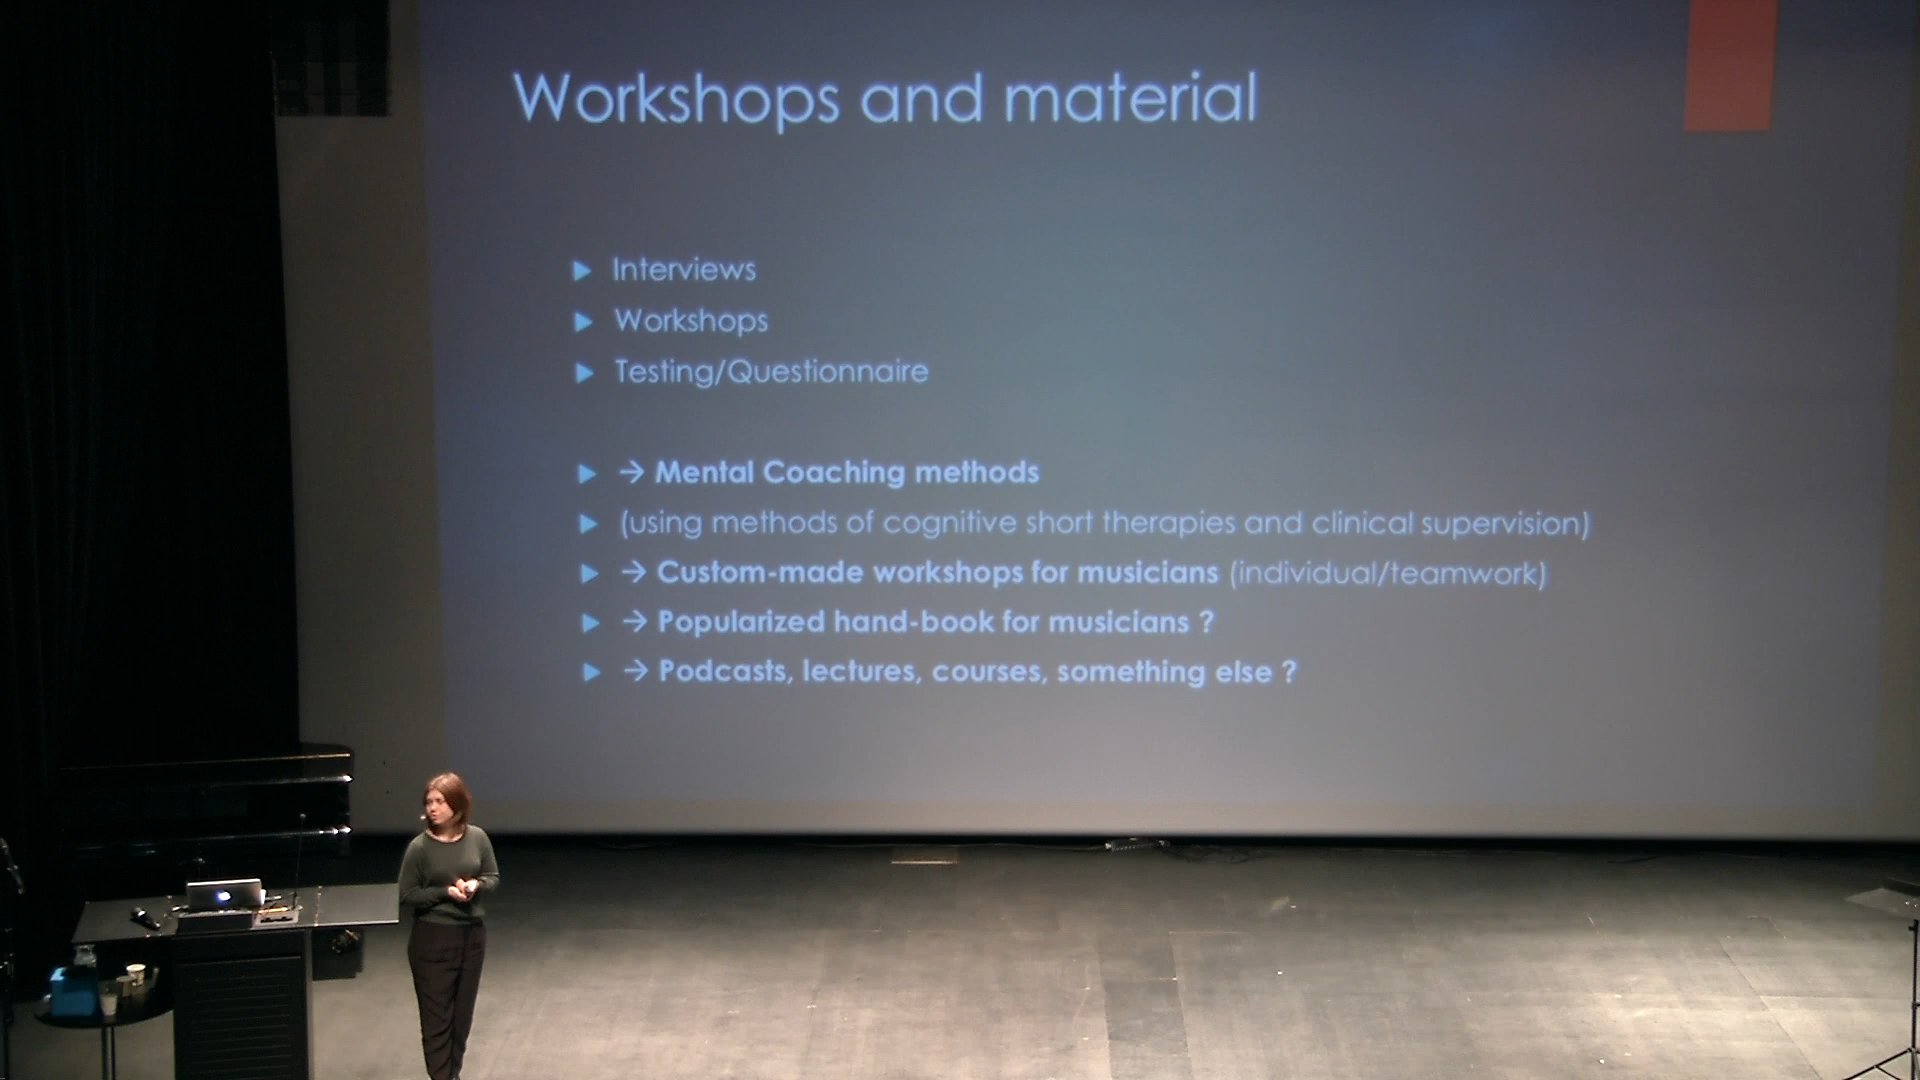 Workshops and material
▶ Interviews
▶ Workshops
▶ Testing/Questionnaire
▶ → Mental Coaching methods
▶ (using methods of cognitive short therapies and clinical supervision)
▶ → Custom-made workshops for musicians (individual/teamwork)
▶ → Popularized hand-book for musicians ?
▶ → Podcasts, lectures, courses, something else ?